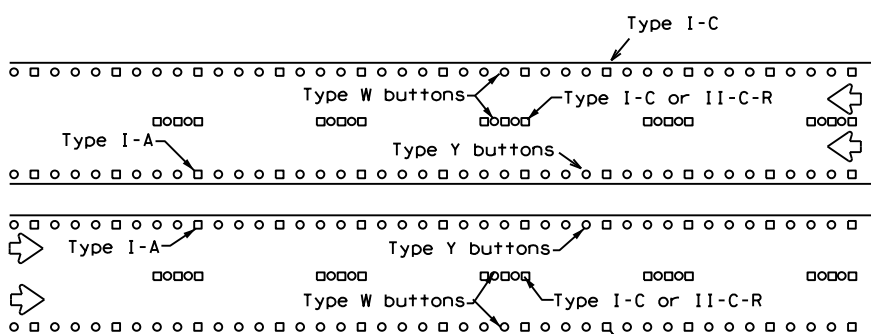 Type I-C
Type W buttons
Type I-C or II-C-R
Type I-A
Type Y buttons
Type I-A
Type Y buttons
Type W buttons
Type I-C or II-C-R